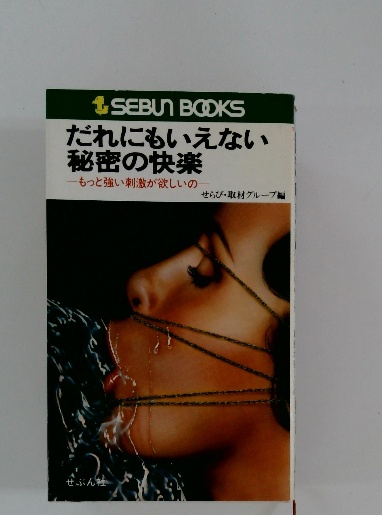 SEBUN BOOKS
だれにもいえない
秘密の快楽
—もっと強い刺激が欲しいの—
せらび・取材グループ編
せぶん社